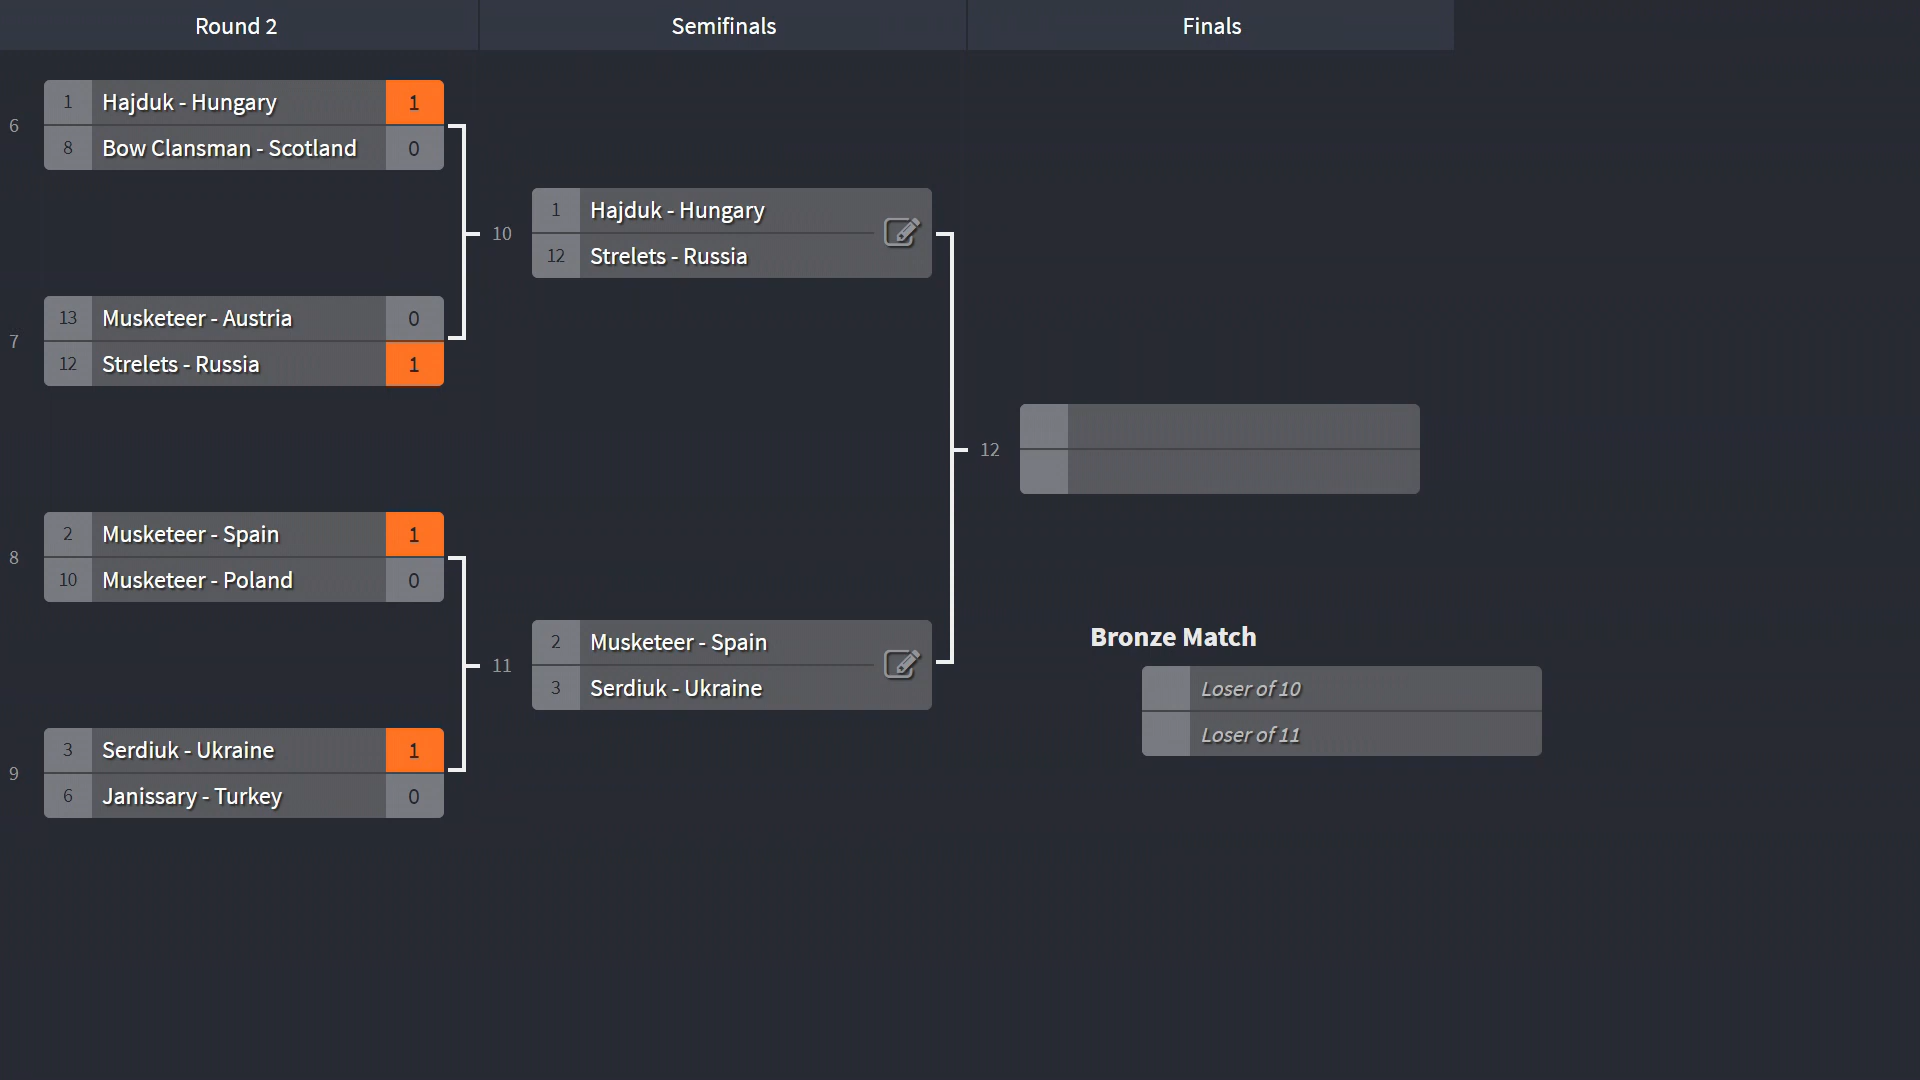 Round 2
Semifinals
Finals
6
1 Hajduk - Hungary 1
8 Bow Clansman - Scotland 0
7
13 Musketeer - Austria 0
12 Strelets - Russia 1
8
2 Musketeer - Spain 1
10 Musketeer - Poland 0
9
3 Serdiuk - Ukraine 1
6 Janissary - Turkey 0
10
1 Hajduk - Hungary
12 Strelets - Russia
11
2 Musketeer - Spain
3 Serdiuk - Ukraine
12
Bronze Match
Loser of 10
Loser of 11